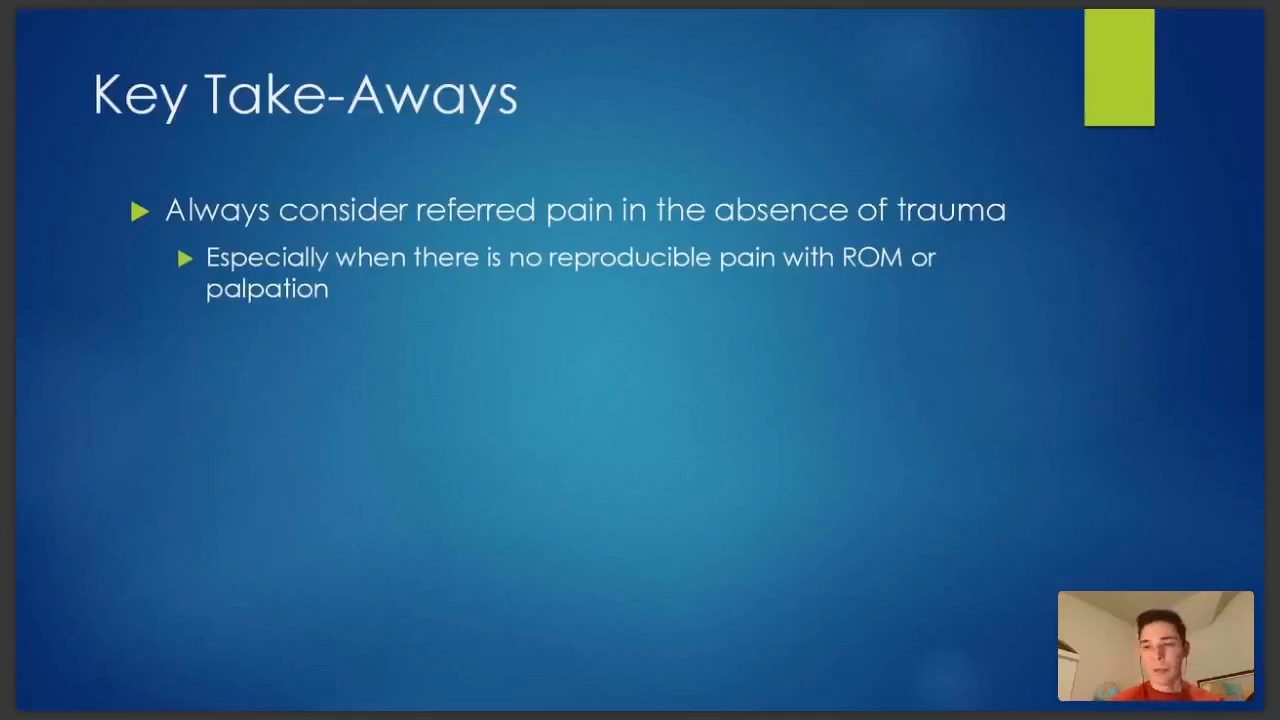 Key Take-Aways
Always consider referred pain in the absence of trauma
Especially when there is no reproducible pain with ROM or
palpation